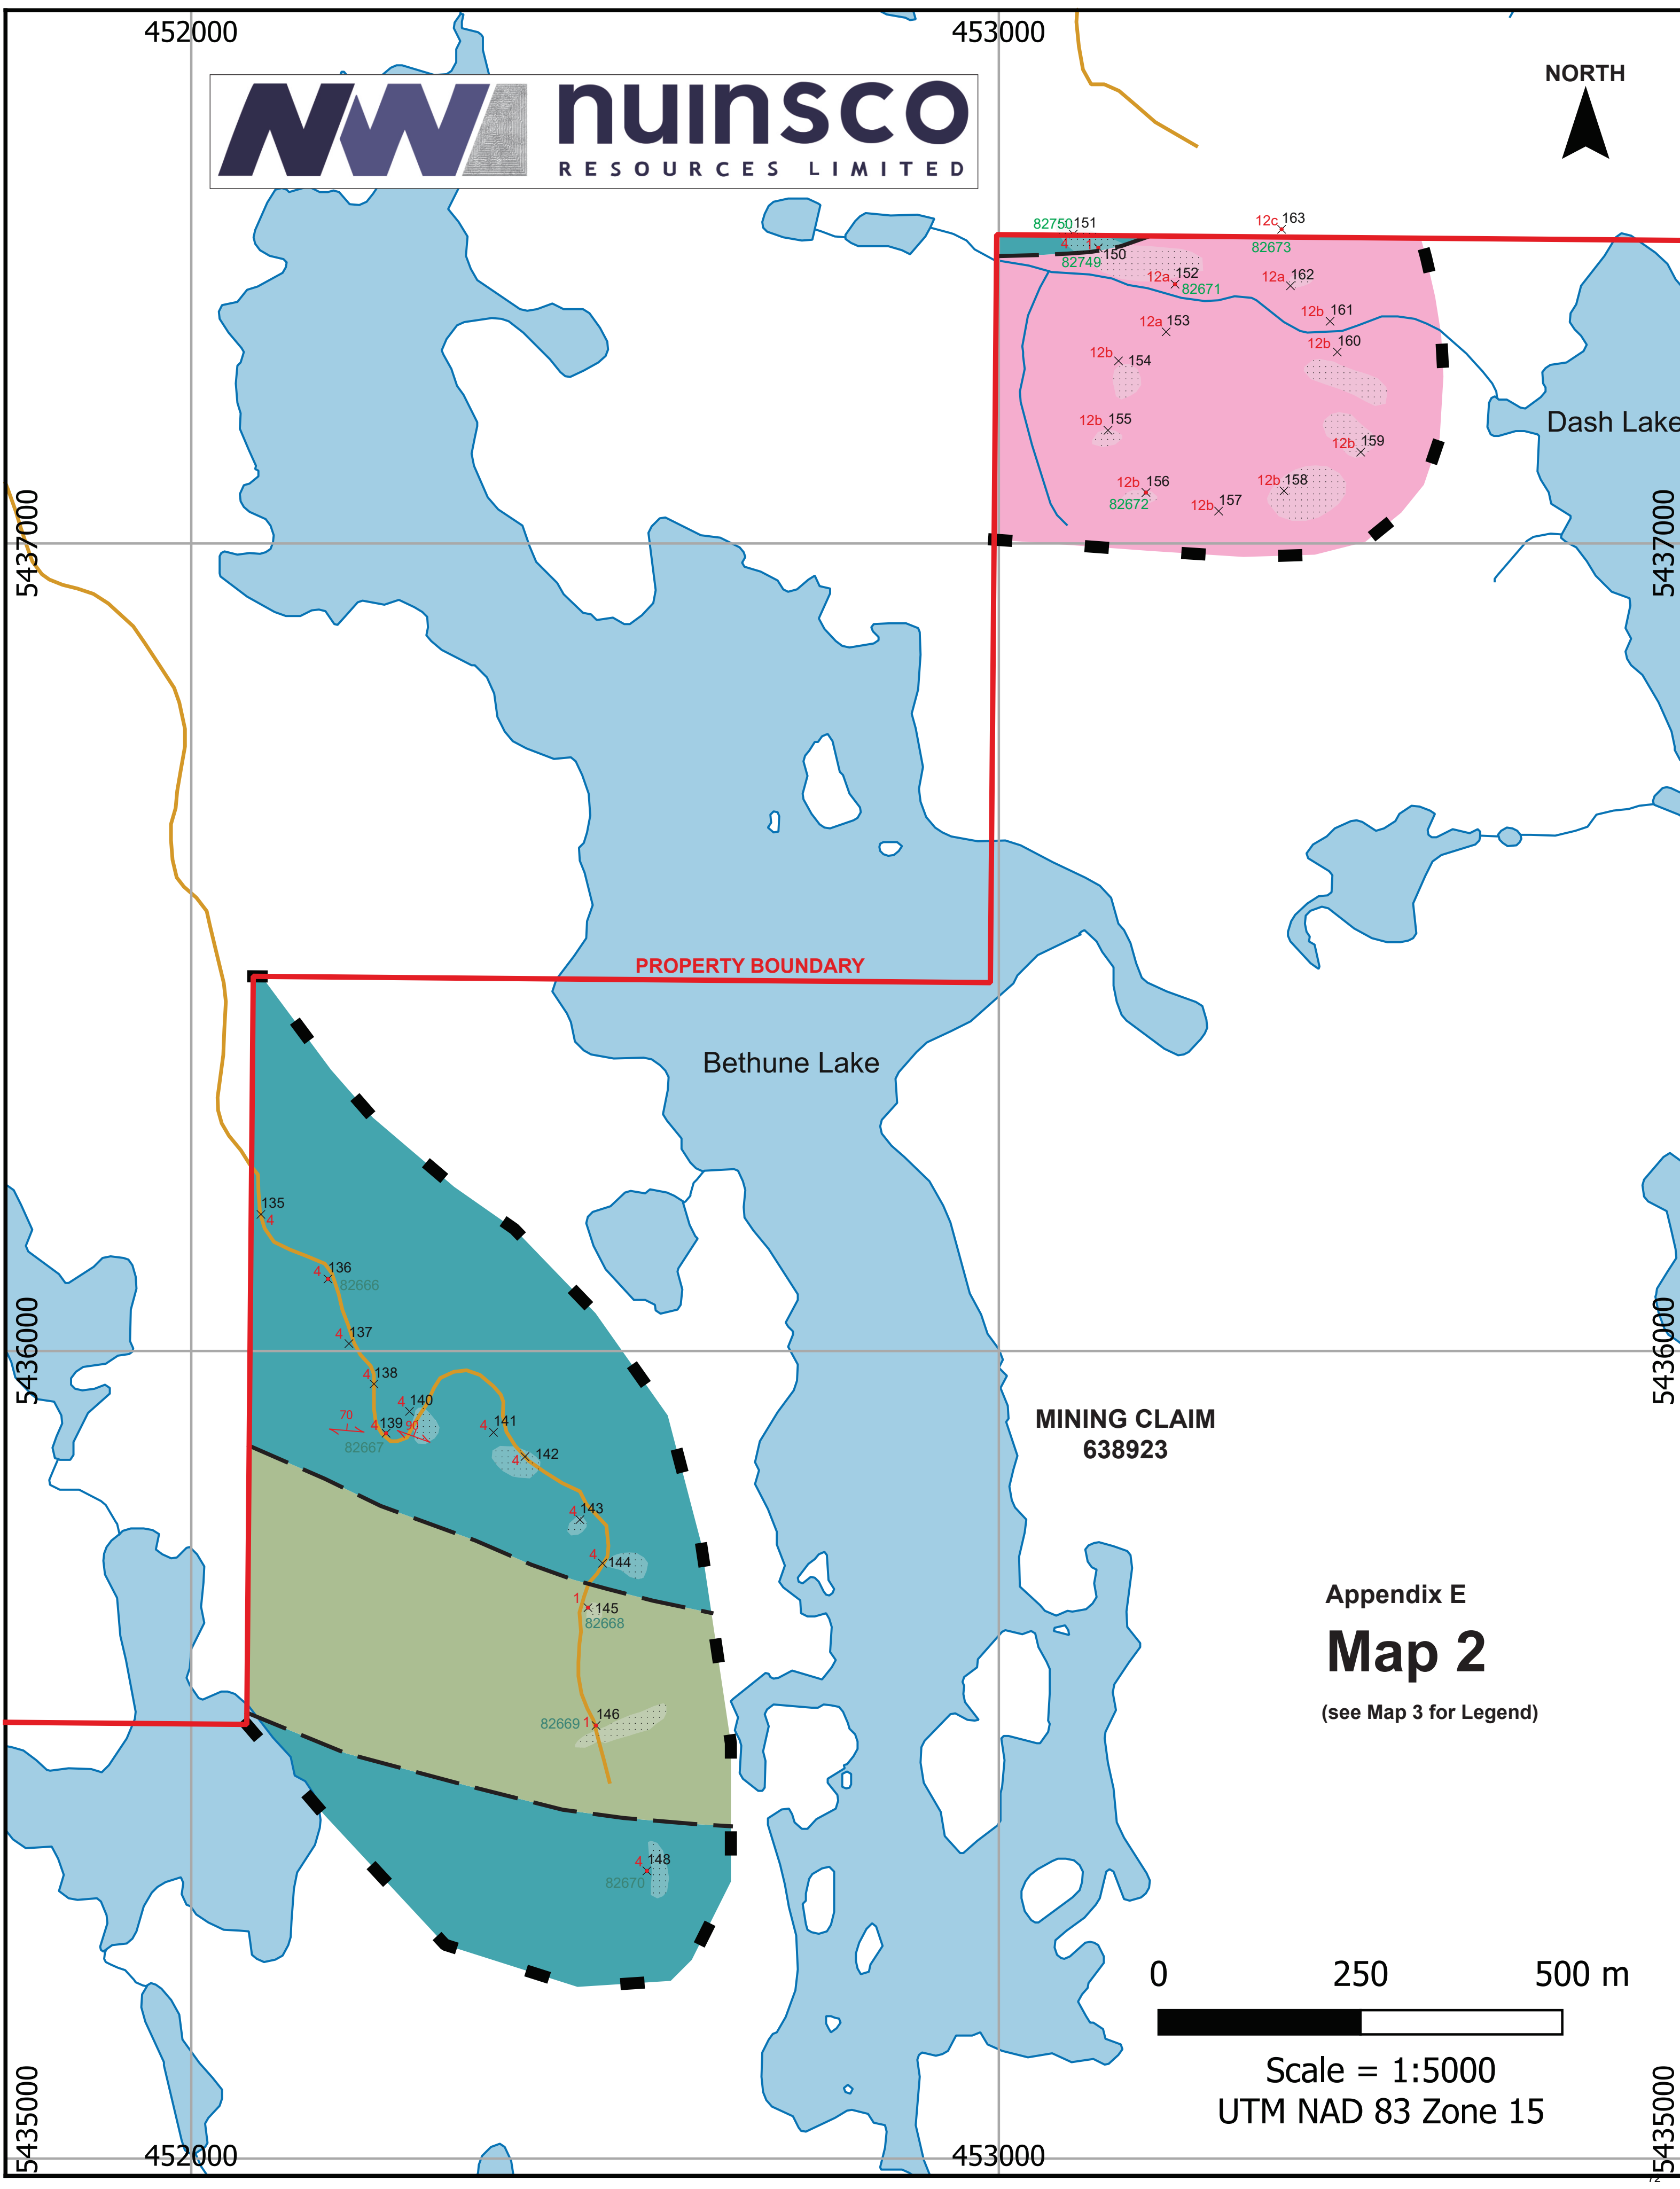 452000
453000
NORTH
nuinsco
RESOURCES LIMITED
82750 151
12c 163
4 1
150
82749
82673
12a 152
82671
12a 162
12b 161
12a 153
12b 160
12b 154
Dash Lake
12b 155
12b 159
12b 156
82672
12b 158
12b 157
5437000
5437000
PROPERTY BOUNDARY
Bethune Lake
135
4
4 136
82666
4 137
5436000
5436000
4 138
4 140
70
4 139 90
82667
4 141
4 142
MINING CLAIM
638923
4 143
4 144
1 145
82668
Appendix E
Map 2
(see Map 3 for Legend)
82669 1 146
4 148
82670
0 250 500 m
Scale = 1:5000
UTM NAD 83 Zone 15
5435000
5435000
452000
453000
72